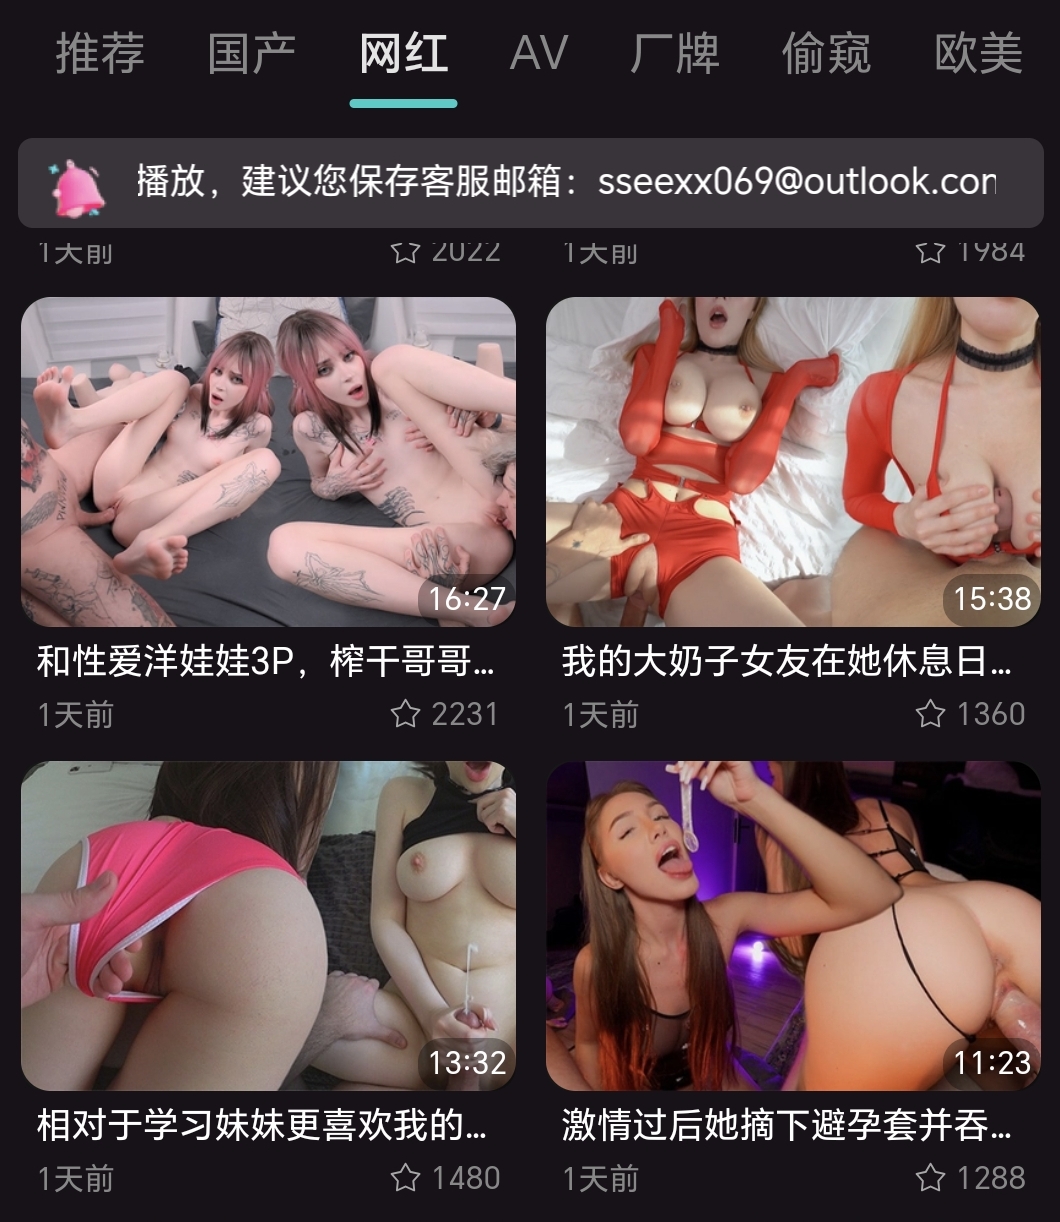 推荐 国产 网红 AV 厂牌 偷窥 欧美
播放，建议您保存客服邮箱：sseexx069@outlook.con
1天前 2022 1天前 1984
16:27 15:38
和性爱洋娃娃3P，榨干哥哥... 我的大奶子女友在她休息日...
1天前 2231 1天前 1360
13:32 11:23
相对于学习妹妹更喜欢我的... 激情过后她摘下避孕套并吞...
1天前 1480 1天前 1288